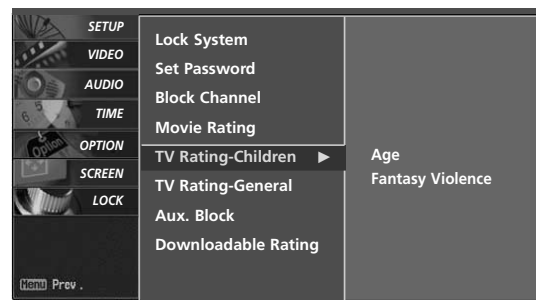 SETUP
VIDEO
AUDIO
TIME
OPTION
SCREEN
LOCK
Lock System
Set Password
Block Channel
Movie Rating
TV Rating-Children ►
TV Rating-General
Aux. Block
Downloadable Rating
Age
Fantasy Violence
Menu Prev.